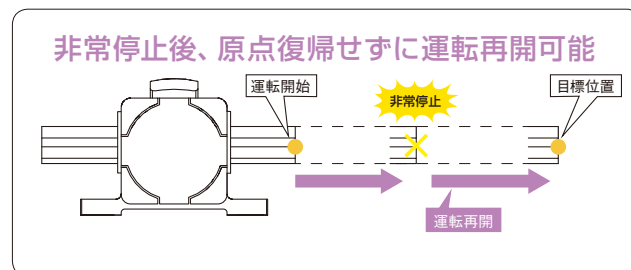 非常停止後、原点復帰せずに運転再開可能
運転開始
非常停止
目標位置
運転再開